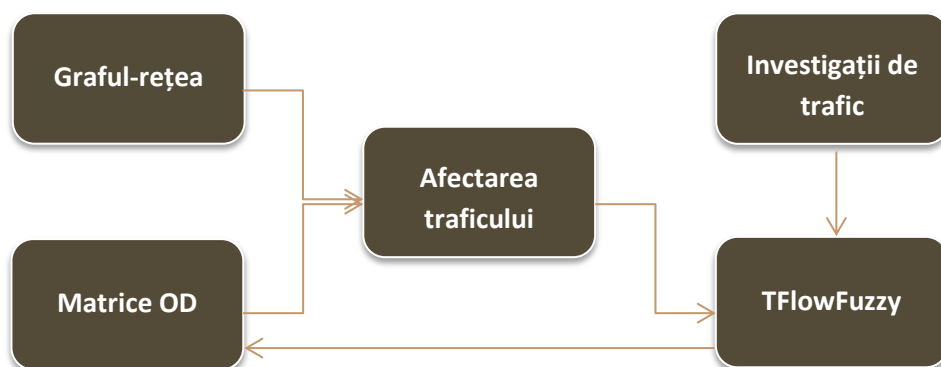 Graful-rețea
Investigații de
trafic
Afectarea
traficului
Matrice OD
TFlowFuzzy